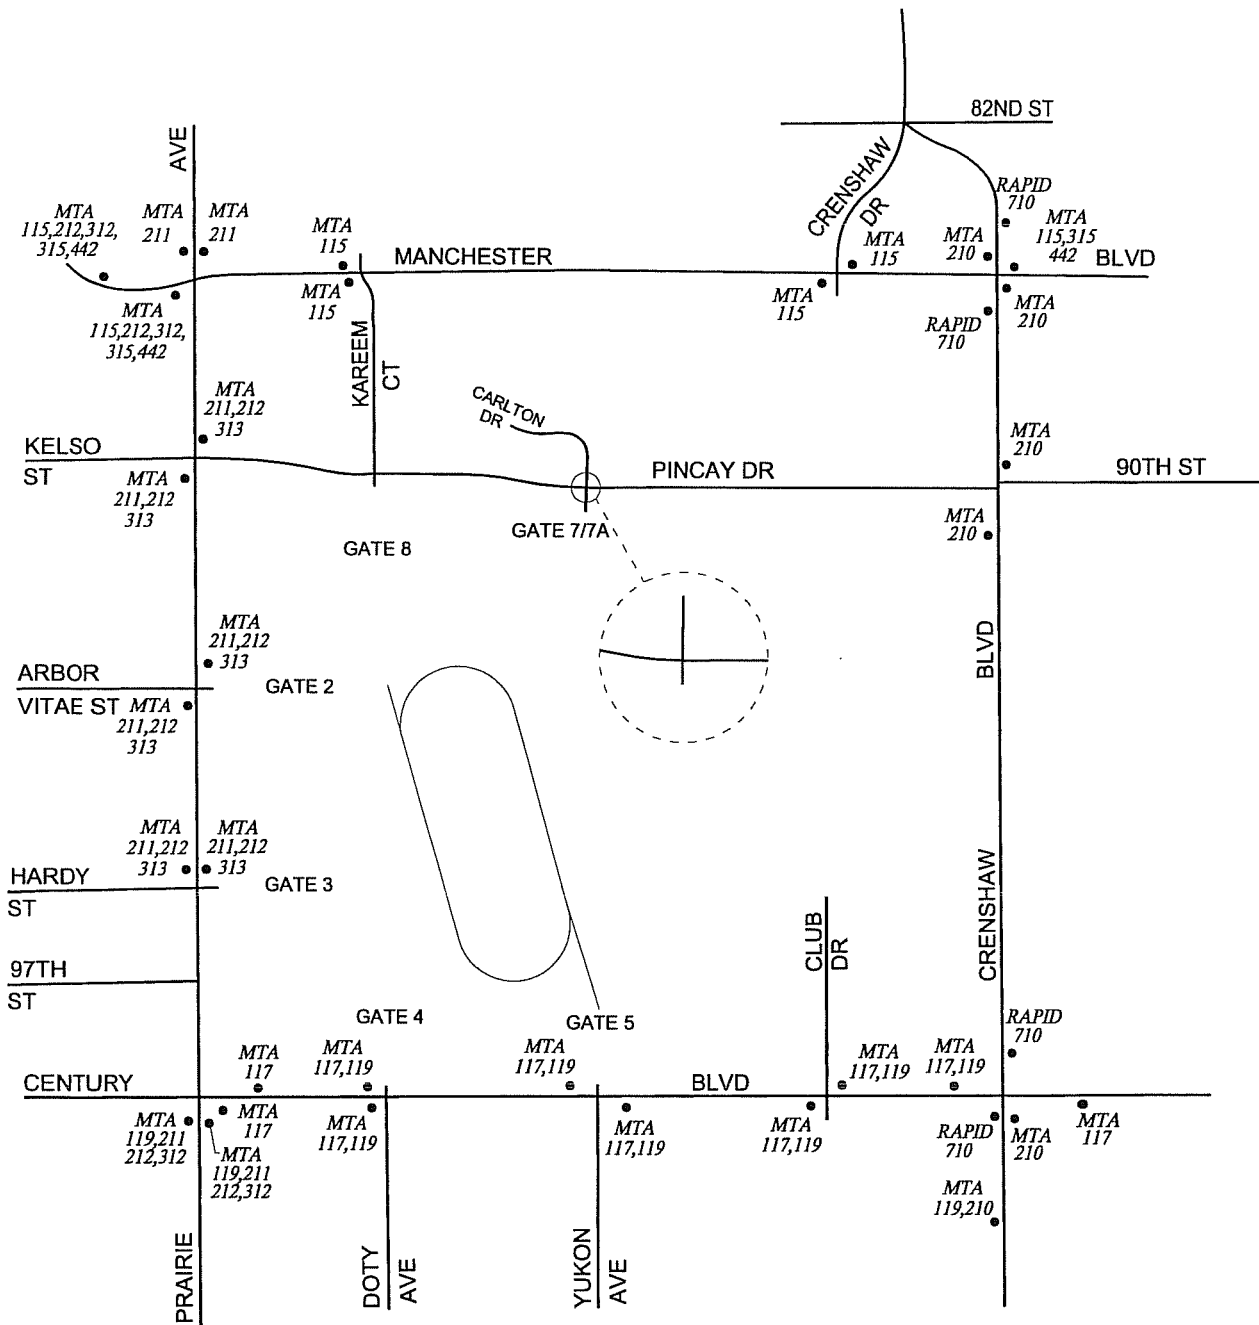 82ND ST
AVE
CRENSHAW
DR
RAPID
710
MTA
115,212,312,
315,442
MTA
211
MTA
211
MTA
115
MTA
115
MTA
210
MTA
115,315
442
MANCHESTER
BLVD
MTA
115
MTA
115
MTA
210
RAPID
710
MTA
115,212,312,
315,442
KAREEM
CT
CARLTON
DR
MTA
211,212
313
MTA
210
KELSO
ST
PINCAY DR
90TH ST
MTA
211,212
313
GATE 7/7A
MTA
210
GATE 8
MTA
211,212
313
BLVD
ARBOR
VITAE ST
GATE 2
MTA
211,212
313
MTA
211,212
313
MTA
211,212
313
HARDY
ST
GATE 3
CLUB
DR
CRENSHAW
97TH
ST
GATE 4
GATE 5
RAPID
710
MTA
117
MTA
117,119
MTA
117,119
MTA
117,119
MTA
117,119
CENTURY
BLVD
MTA
119,211
212,312
MTA
117
MTA
119,211
212,312
MTA
117,119
MTA
117,119
MTA
117,119
RAPID
710
MTA
210
MTA
117
MTA
119,210
PRAIRIE
DOTY
AVE
YUKON
AVE